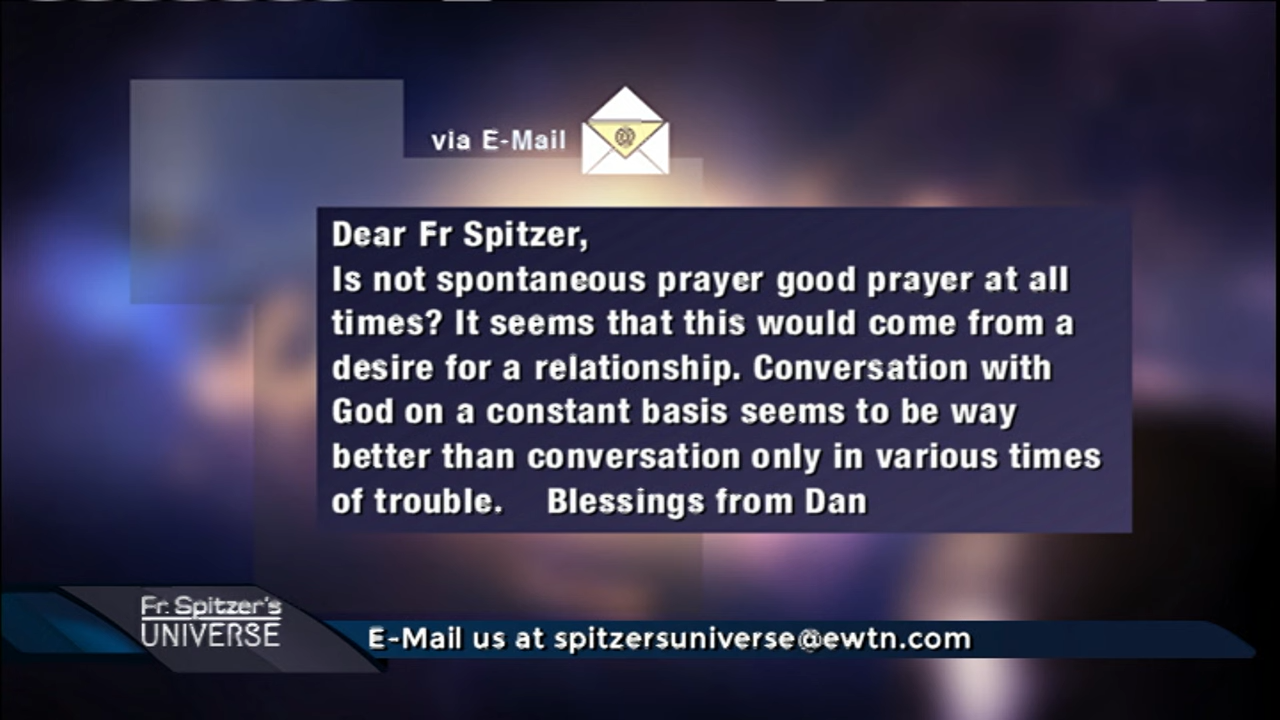 via E-Mail
@
Dear Fr Spitzer,
Is not spontaneous prayer good prayer at all
times? It seems that this would come from a
desire for a relationship. Conversation with
God on a constant basis seems to be way
better than conversation only in various times
of trouble. Blessings from Dan
Fr. Spitzer's
UNIVERSE
E-Mail us at spitzersuniverse@ewtn.com